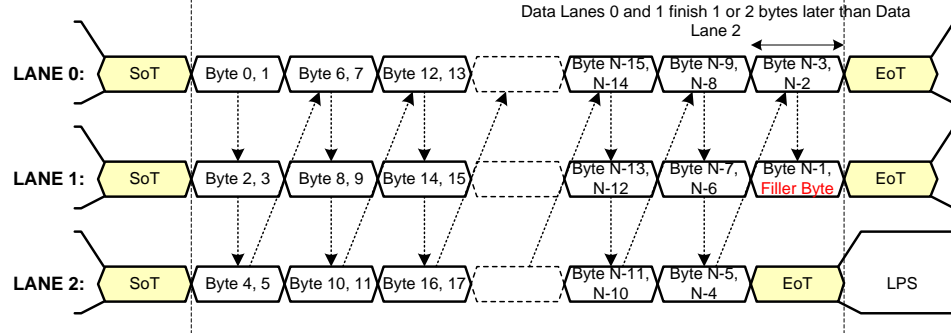 Data Lanes 0 and 1 finish 1 or 2 bytes later than Data
Lane 2
LANE 0:
SoT
Byte 0, 1
Byte 6, 7
Byte 12, 13
Byte N-15,
N-14
Byte N-9,
N-8
Byte N-3,
N-2
EoT
LANE 1:
SoT
Byte 2, 3
Byte 8, 9
Byte 14, 15
Byte N-13,
N-12
Byte N-7,
N-6
Byte N-1,
Filler Byte
EoT
LANE 2:
SoT
Byte 4, 5
Byte 10, 11
Byte 16, 17
Byte N-11,
N-10
Byte N-5,
N-4
EoT
LPS